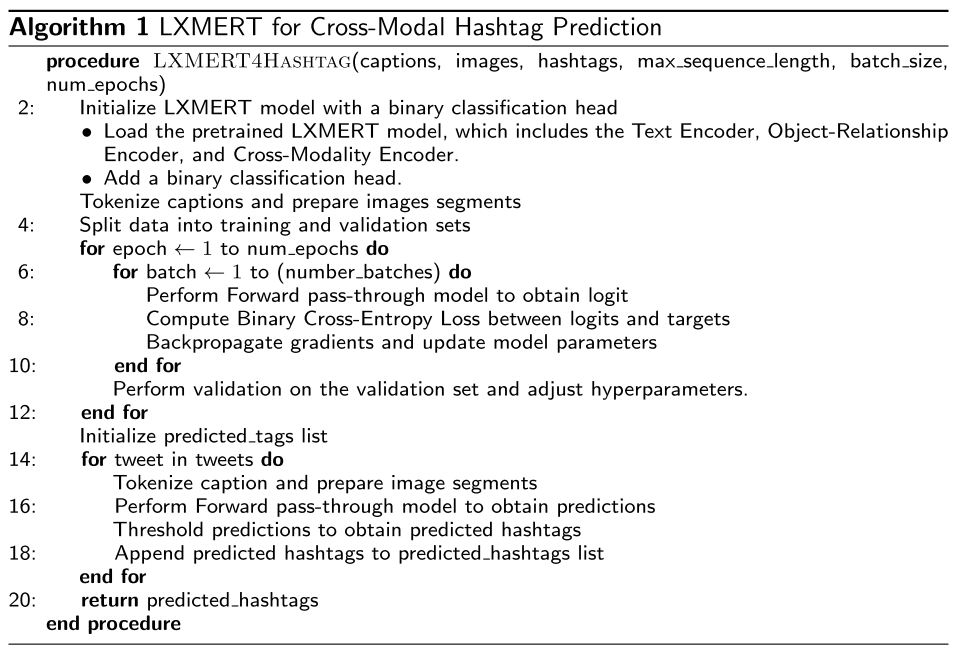 Algorithm 1 LXMERT for Cross-Modal Hashtag Prediction
procedure LXMERT4HASHTAG(captions, images, hashtags, max_sequence_length, batch_size,
num_epochs)
2: Initialize LXMERT model with a binary classification head
• Load the pretrained LXMERT model, which includes the Text Encoder, Object-Relationship
Encoder, and Cross-Modality Encoder.
• Add a binary classification head.
Tokenize captions and prepare images segments
4: Split data into training and validation sets
for epoch ← 1 to num_epochs do
6: for batch ← 1 to (number_batches) do
Perform Forward pass-through model to obtain logit
8: Compute Binary Cross-Entropy Loss between logits and targets
Backpropagate gradients and update model parameters
10: end for
Perform validation on the validation set and adjust hyperparameters.
12: end for
Initialize predicted_tags list
14: for tweet in tweets do
Tokenize caption and prepare image segments
16: Perform Forward pass-through model to obtain predictions
Threshold predictions to obtain predicted hashtags
18: Append predicted hashtags to predicted_hashtags list
end for
20: return predicted_hashtags
end procedure